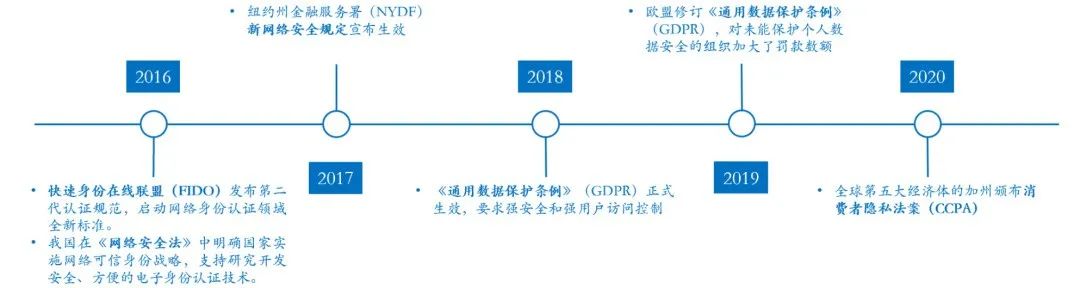 2016
• 快速身份在线联盟（FIDO）发布第二
代认证规范，启动网络身份认证领域
全新标准。
• 我国在《网络安全法》中明确国家实
施网络可信身份战略，支持研究开发
安全、方便的电子身份认证技术。
• 纽约州金融服务署（NYDF）
新网络安全规定宣布生效
2017
2018
• 《通用数据保护条例》（GDPR）正式
生效，要求强安全和强用户访问控制
• 欧盟修订《通用数据保护条例》
（GDPR），对未能保护个人数
据安全的组织加大了罚款数额
2019
2020
• 全球第五大经济体的加州颁布消
费者隐私法案（CCPA）